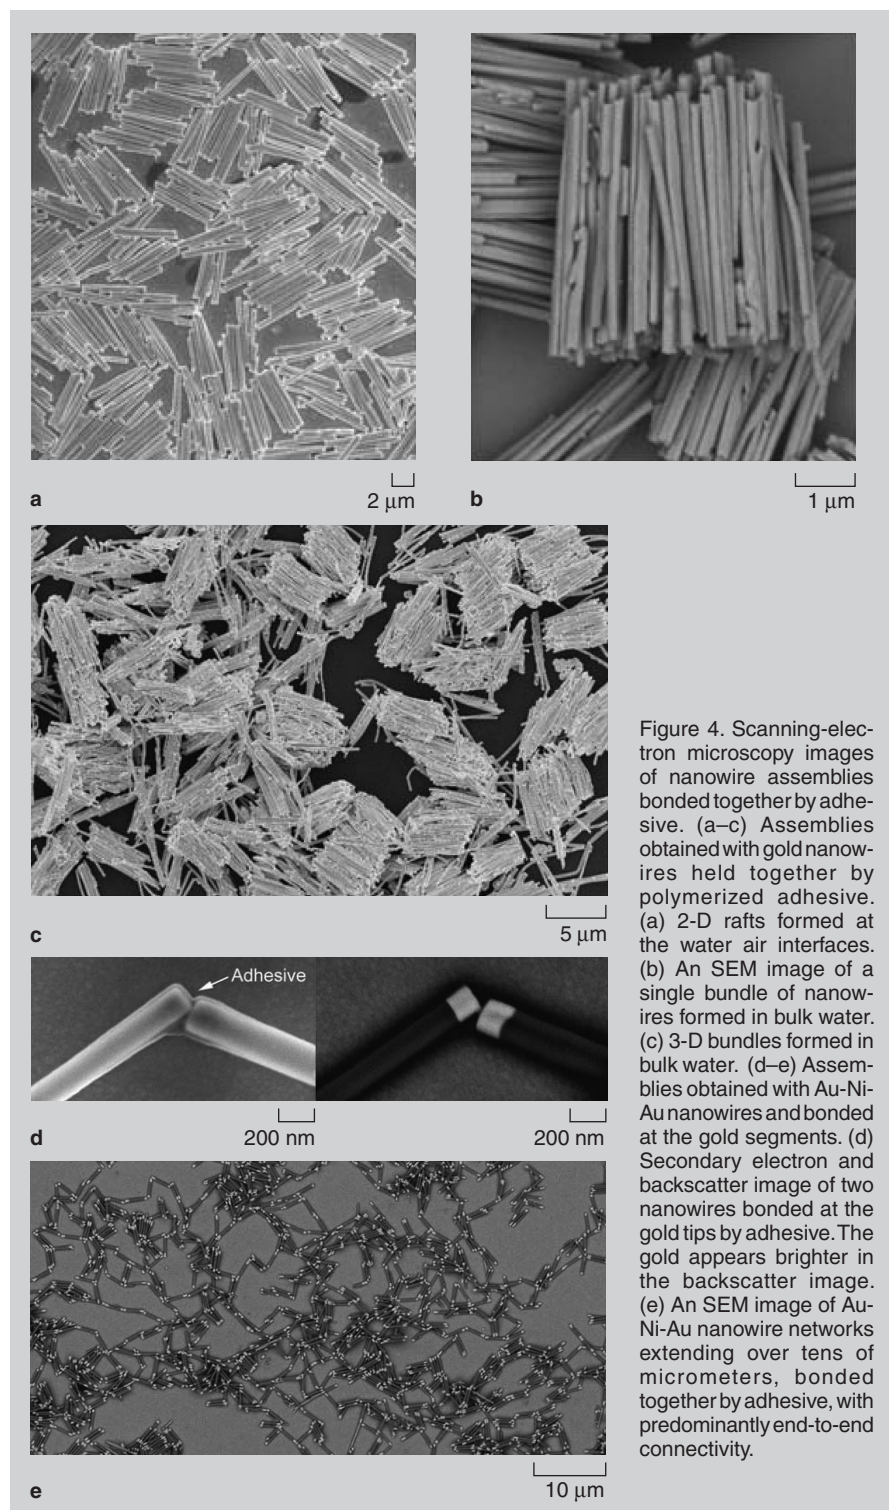 a
2 μm
b
1 μm
c
5 μm
Adhesive
d
200 nm
200 nm
e
10 μm
Figure 4. Scanning-elec-
tron microscopy images
of nanowire assemblies
bonded together by adhe-
sive. (a–c) Assemblies
obtained with gold nanow-
ires held together by
polymerized adhesive.
(a) 2-D rafts formed at
the water air interfaces.
(b) An SEM image of a
single bundle of nanow-
ires formed in bulk water.
(c) 3-D bundles formed in
bulk water. (d–e) Assem-
blies obtained with Au-Ni-
Au nanowires and bonded
at the gold segments. (d)
Secondary electron and
backscatter image of two
nanowires bonded at the
gold tips by adhesive. The
gold appears brighter in
the backscatter image.
(e) An SEM image of Au-
Ni-Au nanowire networks
extending over tens of
micrometers, bonded
together by adhesive, with
predominantly end-to-end
connectivity.